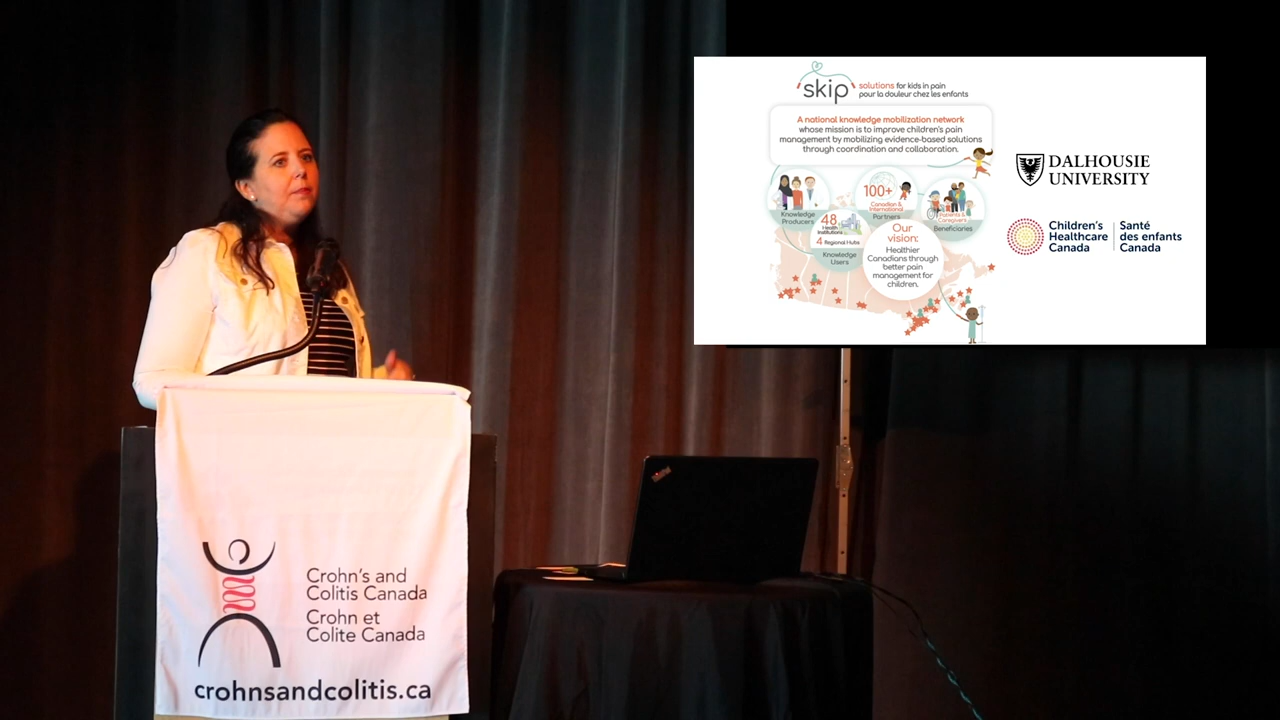 skip
solutions for kids in pain
pour la douleur chez les enfants
A national knowledge mobilization network
whose mission is to improve children's pain
management by mobilizing evidence-based solutions
through coordination and collaboration.
Knowledge
Producers
48
Health
Institutions
4 Regional Hubs
Knowledge
Users
100+
Canadian &
International
Partners
Patients &
Caregivers
Beneficiaries
Our
vision:
Healthier
Canadians through
better pain
management for
children.
DALHOUSIE
UNIVERSITY
Children's
Healthcare
Canada
Santé
des enfants
Canada
Crohn's and
Colitis Canada
Crohn et
Colite Canada
crohnsandcolitis.ca